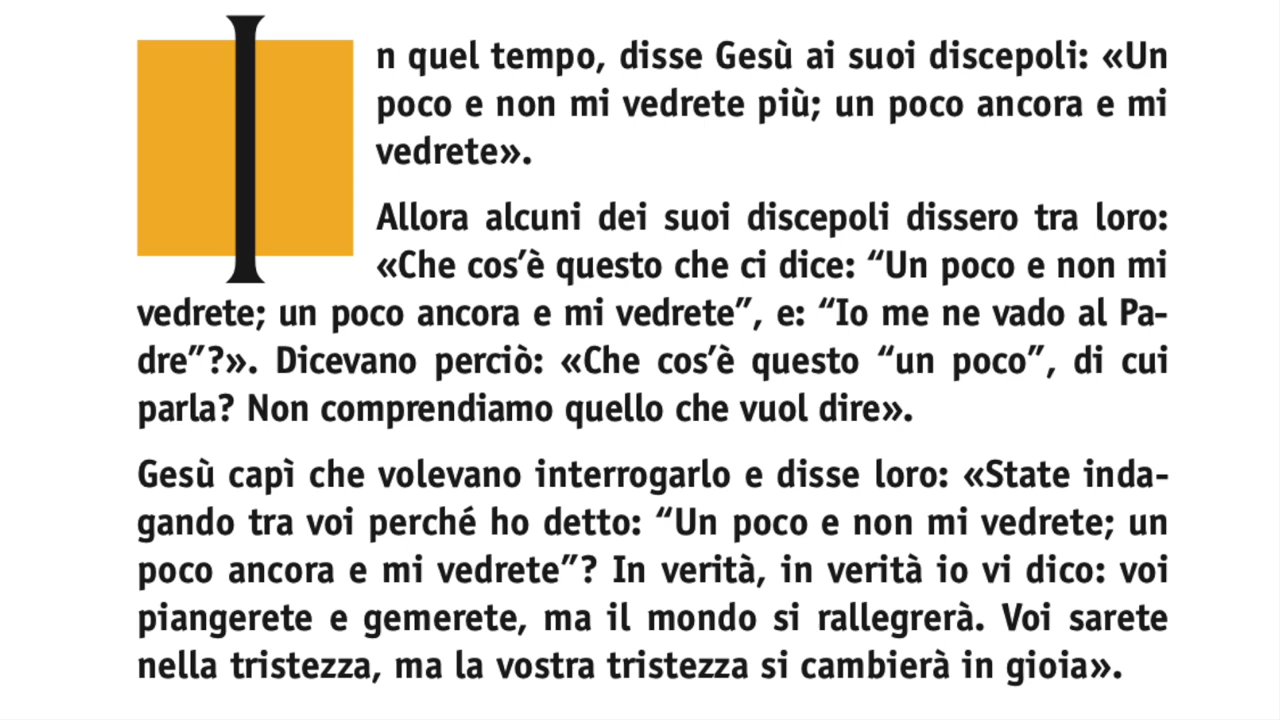 In quel tempo, disse Gesù ai suoi discepoli: «Un
poco e non mi vedrete più; un poco ancora e mi
vedrete».
Allora alcuni dei suoi discepoli dissero tra loro:
«Che cos’è questo che ci dice: “Un poco e non mi
vedrete; un poco ancora e mi vedrete”, e: “Io me ne vado al Pa-
dre”?». Dicevano perciò: «Che cos’è questo “un poco”, di cui
parla? Non comprendiamo quello che vuol dire».
Gesù capì che volevano interrogarlo e disse loro: «State inda-
gando tra voi perché ho detto: “Un poco e non mi vedrete; un
poco ancora e mi vedrete”? In verità, in verità io vi dico: voi
piangerete e gemerete, ma il mondo si rallegrerà. Voi sarete
nella tristezza, ma la vostra tristezza si cambierà in gioia».